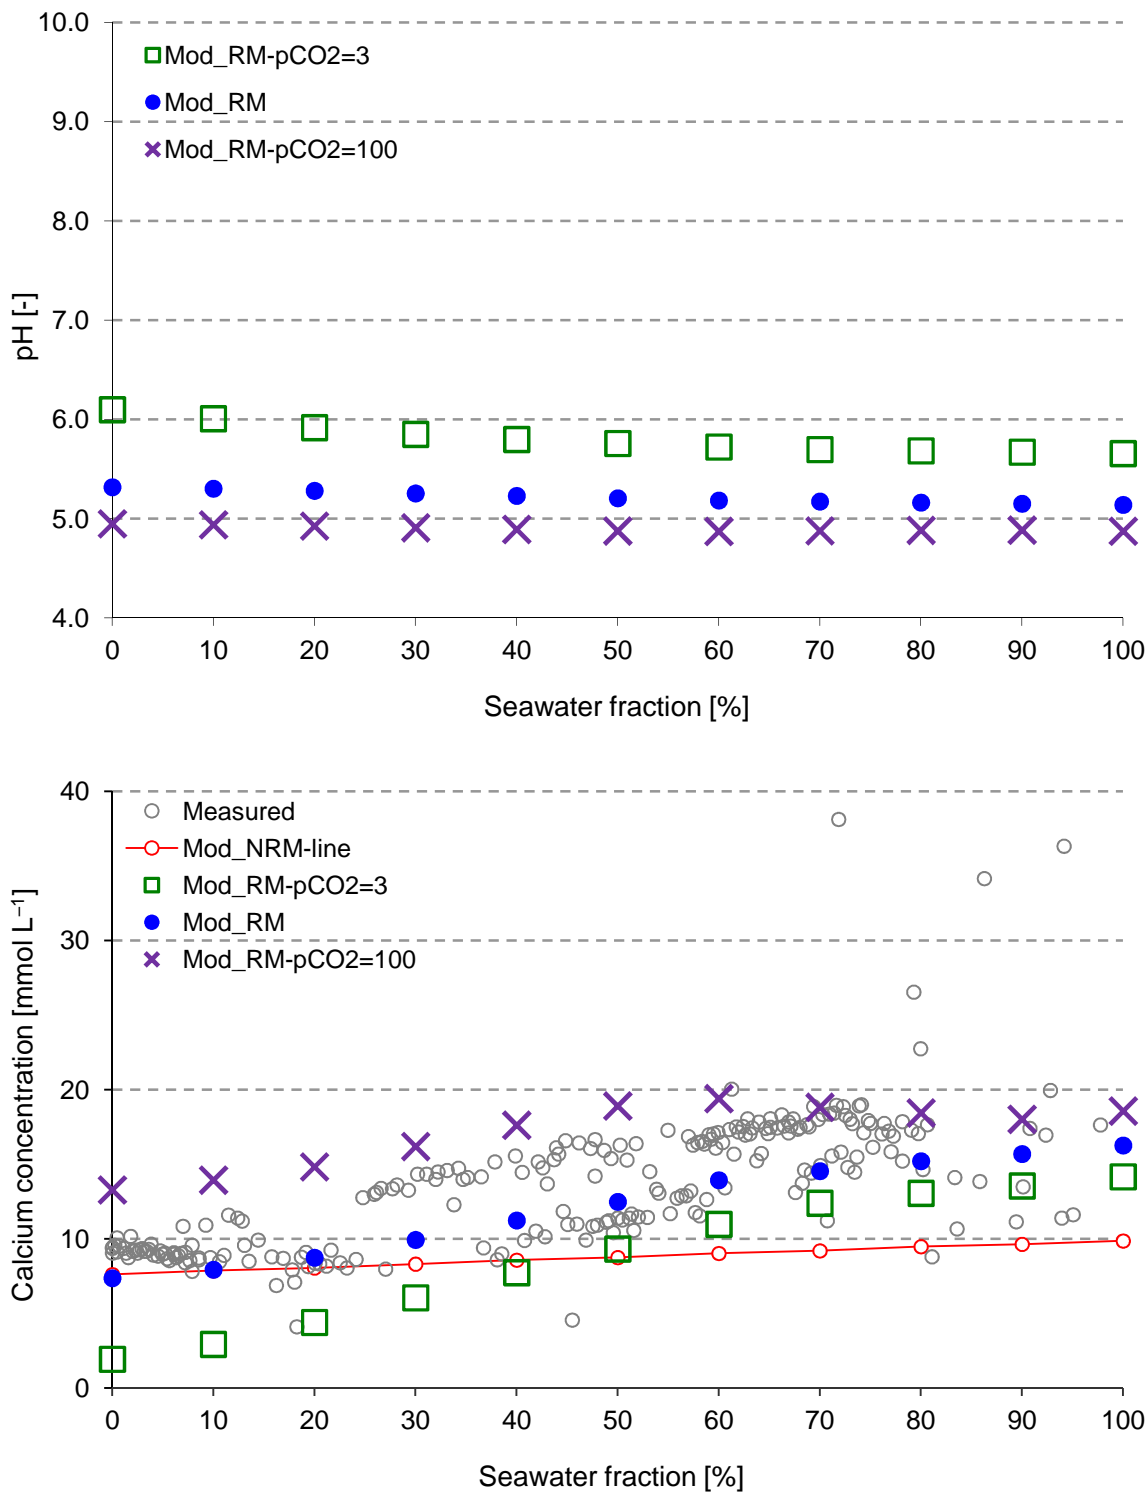 10.0
9.0
8.0
7.0
6.0
5.0
4.0
pH [-]
Mod_RM-pCO2=3
Mod_RM
Mod_RM-pCO2=100
0 10 20 30 40 50 60 70 80 90 100
Seawater fraction [%]
40
30
20
10
0
Calcium concentration [mmol L⁻¹]
Measured
Mod_NRM-line
Mod_RM-pCO2=3
Mod_RM
Mod_RM-pCO2=100
0 10 20 30 40 50 60 70 80 90 100
Seawater fraction [%]